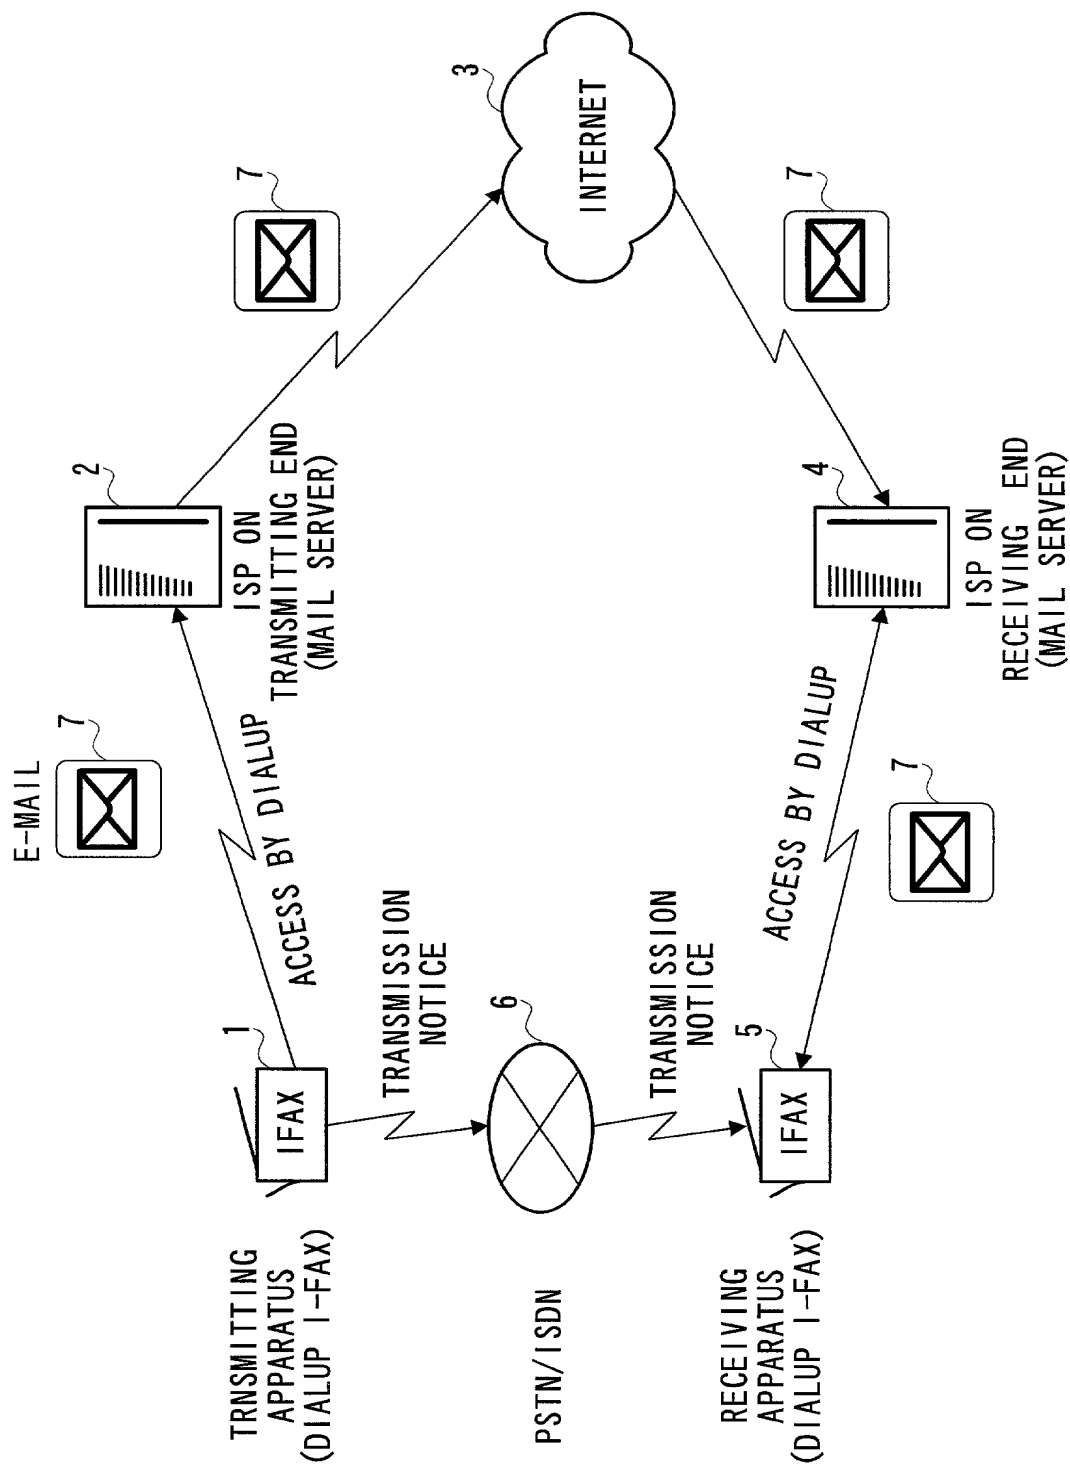 E-MAIL
7
2
7
3
ISP ON
TRANSMITTING END
(MAIL SERVER)
INTERNET
ACCESS BY DIALUP
1
IFAX
TRNSMITTING
APPARATUS
(DIALUP I-FAX)
TRANSMISSION
NOTICE
6
PSTN/ISDN
TRANSMISSION
NOTICE
5
IFAX
RECEIVING
APPARATUS
(DIALUP I-FAX)
ACCESS BY DIALUP
7
4
7
ISP ON
RECEIVING END
(MAIL SERVER)